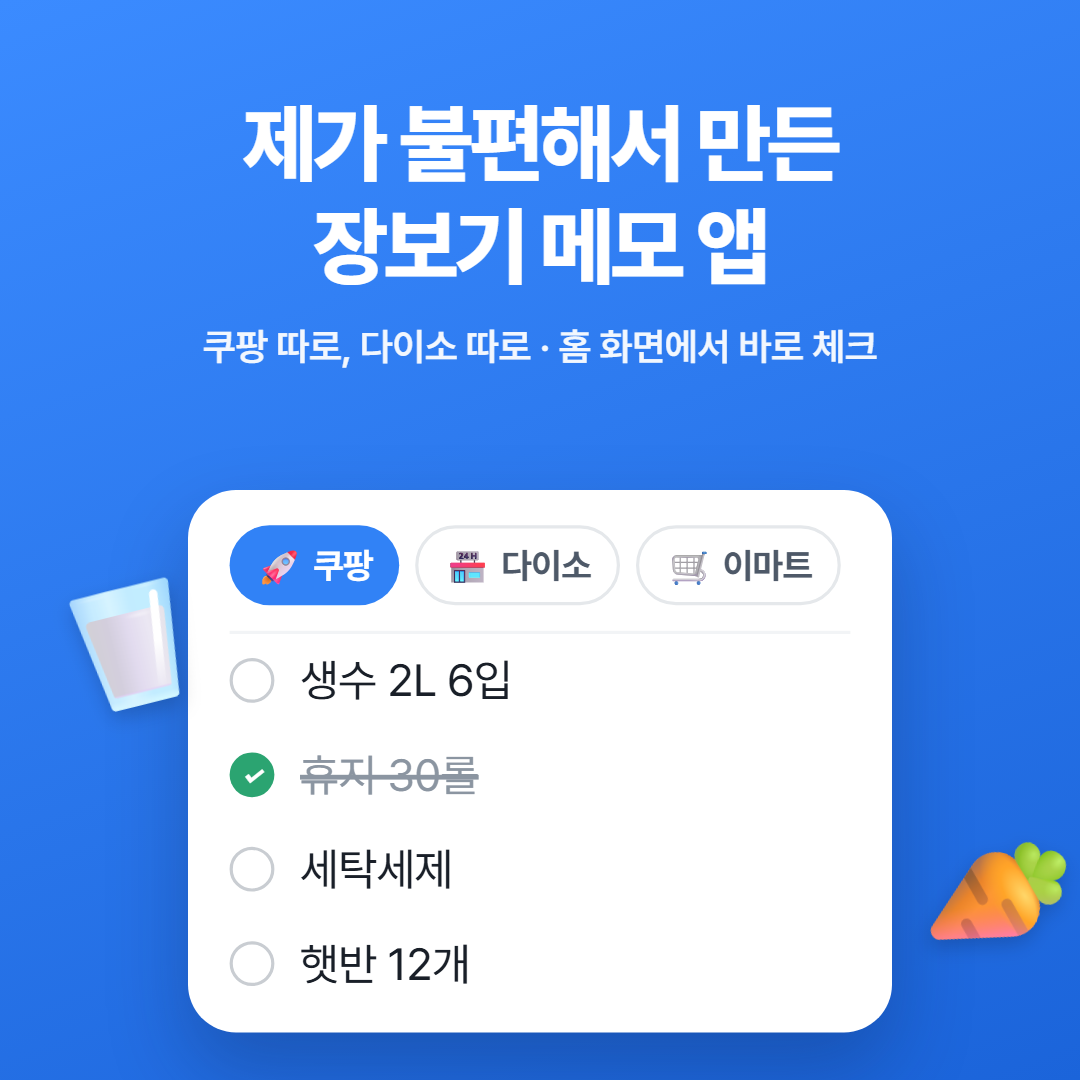 제가 불편해서 만든
장보기 메모 앱
쿠팡 따로, 다이소 따로 · 홈 화면에서 바로 체크
쿠팡 24H 다이소 이마트
생수 2L 6입
휴지 30롤
세탁세제
햇반 12개